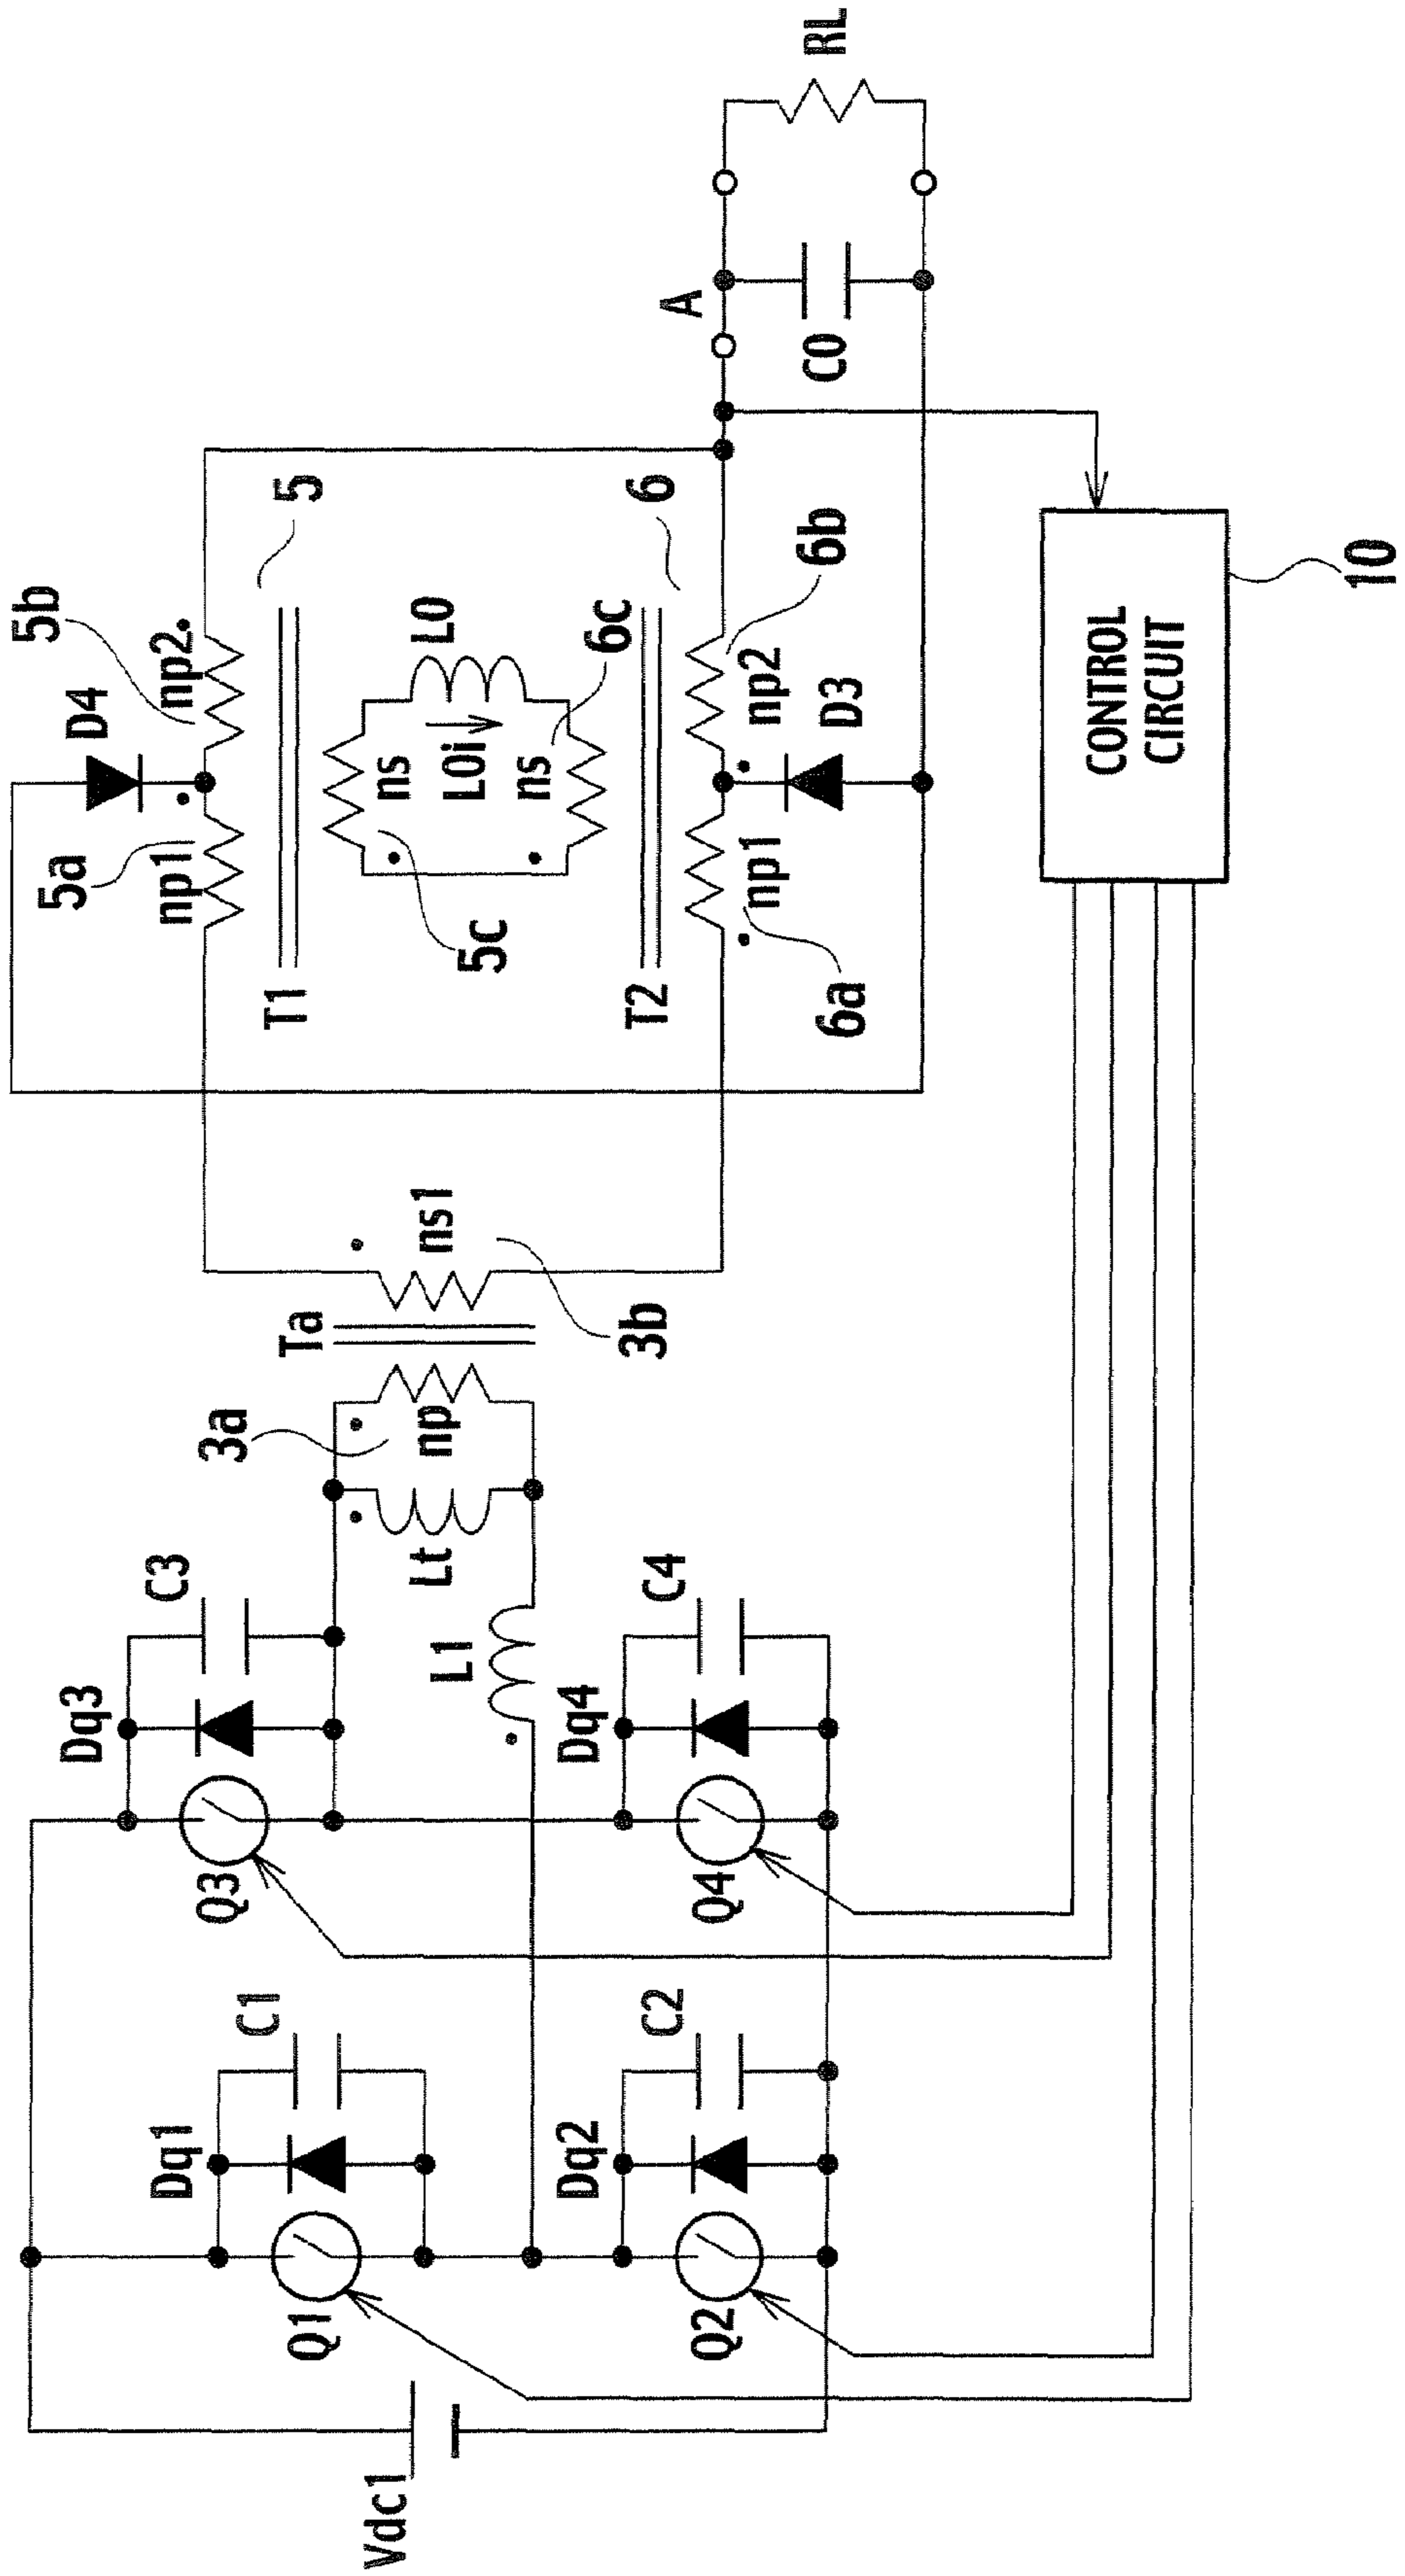 Vdc1
Q1
Dq1
C1
Q2
Dq2
C2
Q3
Dq3
C3
Q4
Dq4
C4
L1
Lt
3a
np
Ta
ns1
3b
T1
5a
np1
D4
5b
np2
5
5c
ns
L0i
L0
ns
6c
T2
6
6a
np1
D3
np2
6b
A
C0
RL
CONTROL
CIRCUIT
10